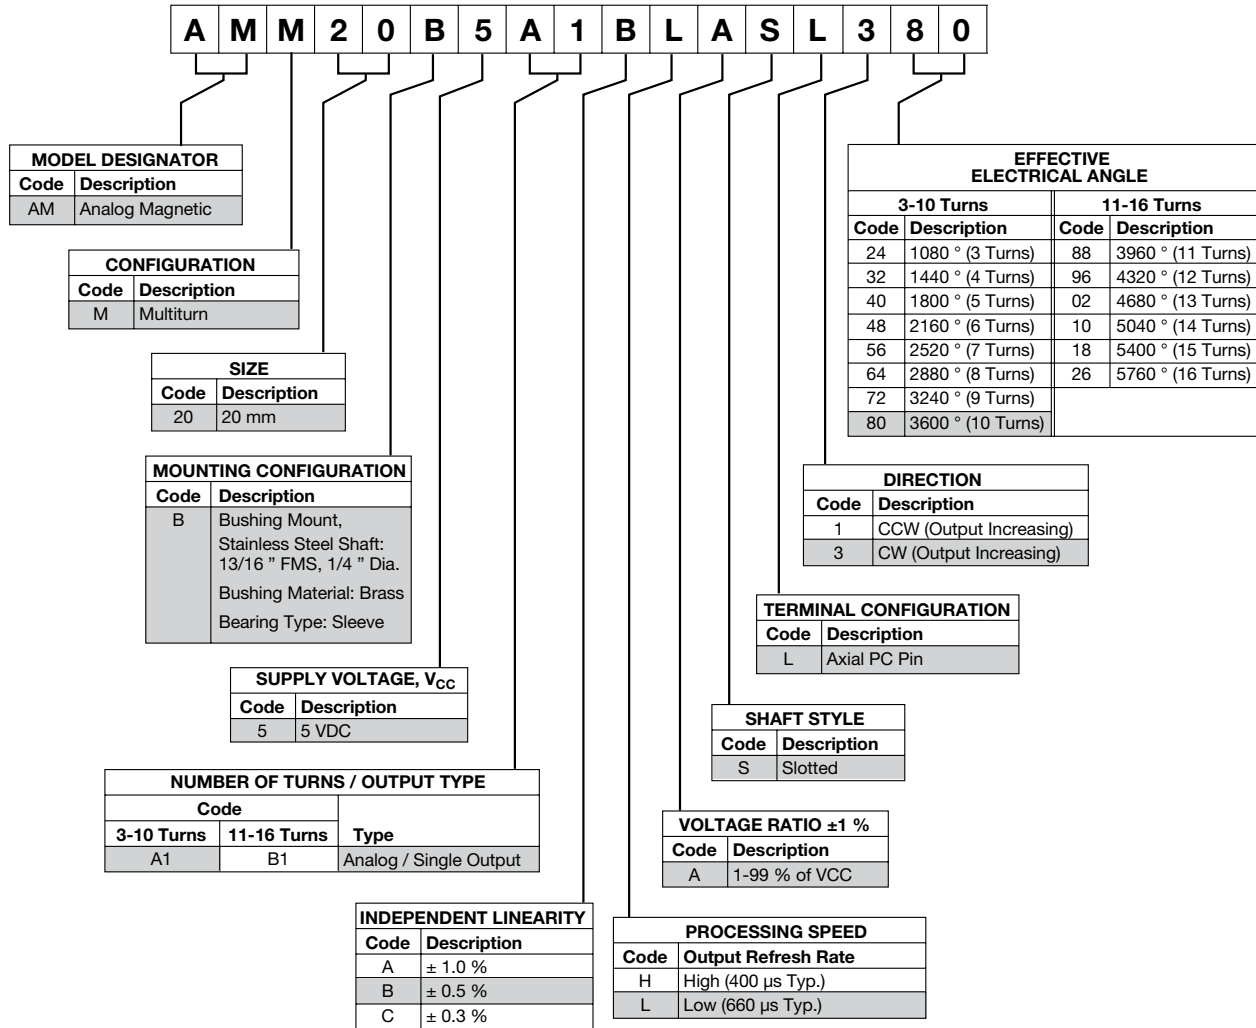 A M M 2 0 B 5 A 1 B L A S L 3 8 0
MODEL DESIGNATOR
Code Description
AM Analog Magnetic
CONFIGURATION
Code Description
M Multiturn
SIZE
Code Description
20 20 mm
MOUNTING CONFIGURATION
Code Description
B Bushing Mount,
Stainless Steel Shaft:
13/16 " FMS, 1/4 " Dia.
Bushing Material: Brass
Bearing Type: Sleeve
SUPPLY VOLTAGE, VCC
Code Description
5 5 VDC
NUMBER OF TURNS / OUTPUT TYPE
Code
3-10 Turns 11-16 Turns Type
A1 B1 Analog / Single Output
INDEPENDENT LINEARITY
Code Description
A ± 1.0 %
B ± 0.5 %
C ± 0.3 %
PROCESSING SPEED
Code Output Refresh Rate
H High (400 µs Typ.)
L Low (660 µs Typ.)
VOLTAGE RATIO ±1 %
Code Description
A 1-99 % of VCC
SHAFT STYLE
Code Description
S Slotted
TERMINAL CONFIGURATION
Code Description
L Axial PC Pin
DIRECTION
Code Description
1 CCW (Output Increasing)
3 CW (Output Increasing)
EFFECTIVE
ELECTRICAL ANGLE
3-10 Turns 11-16 Turns
Code Description Code Description
24 1080 ° (3 Turns) 88 3960 ° (11 Turns)
32 1440 ° (4 Turns) 96 4320 ° (12 Turns)
40 1800 ° (5 Turns) 02 4680 ° (13 Turns)
48 2160 ° (6 Turns) 10 5040 ° (14 Turns)
56 2520 ° (7 Turns) 18 5400 ° (15 Turns)
64 2880 ° (8 Turns) 26 5760 ° (16 Turns)
72 3240 ° (9 Turns)
80 3600 ° (10 Turns)